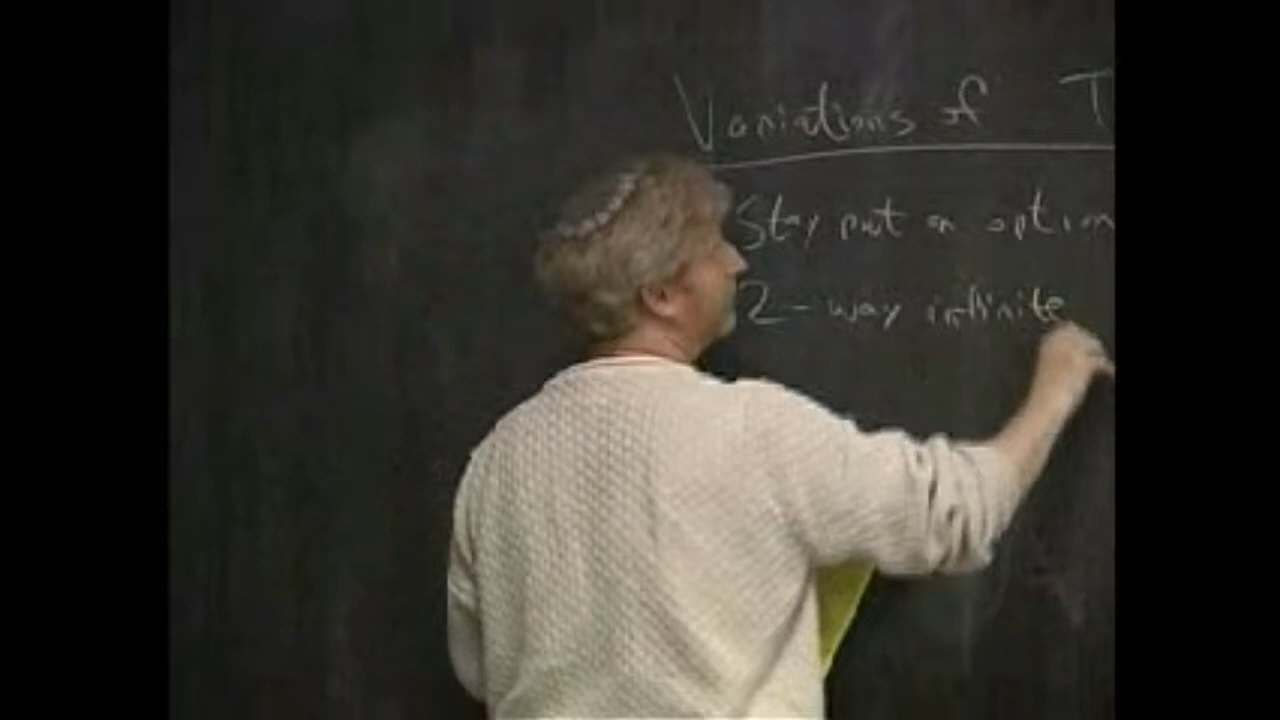 Variations of T
Stay put an option
2-way infinite